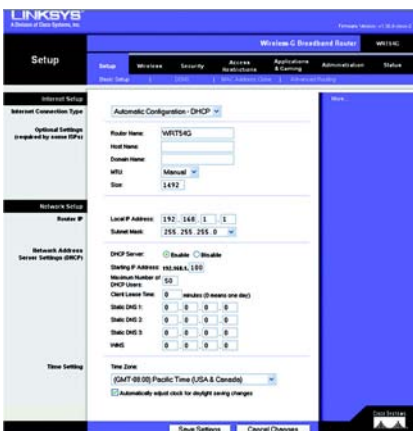 LINKSYS
A Division of Cisco Systems, Inc.
Firmware Version:
Wireless-G Broadband Router WRT54G
Setup
Setup Wireless Security Access Restrictions Applications & Gaming Administration Status
Basic Setup | DDNS | MAC Address Clone | Advanced Routing
Internet Setup
Internet Connection Type Automatic Configuration - DHCP
More...
Optional Settings
(required by some ISPs)
Router Name: WRT54G
Host Name:
Domain Name:
MTU: Manual
Size: 1492
Network Setup
Router IP
Local IP Address: 192 . 168 . 1 . 1
Subnet Mask: 255.255.255.0
Network Address
Server Settings (DHCP)
DHCP Server: Enable Disable
Starting IP Address: 192.168.1. 100
Maximum Number of
DHCP Users: 50
Client Lease Time: 0 minutes (0 means one day)
Static DNS 1: 0 . 0 . 0 . 0
Static DNS 2: 0 . 0 . 0 . 0
Static DNS 3: 0 . 0 . 0 . 0
WINS: 0 . 0 . 0 . 0
Time Setting
Time Zone:
(GMT-08:00) Pacific Time (USA & Canada)
Automatically adjust clock for daylight saving changes
Save Settings Cancel Changes
Cisco Systems